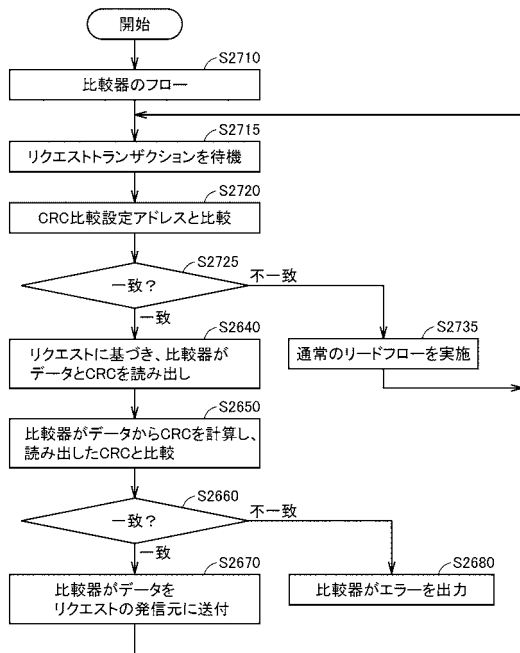 開始
S2710
比較器のフロー
S2715
リクエストトランザクションを待機
S2720
CRC比較設定アドレスと比較
S2725
一致？
不一致
一致
S2640
リクエストに基づき、比較器が
データとCRCを読み出し
S2735
通常のリードフローを実施
S2650
比較器がデータからCRCを計算し、
読み出したCRCと比較
S2660
一致？
不一致
一致
S2670
比較器がデータを
リクエストの発信元に送付
S2680
比較器がエラーを出力